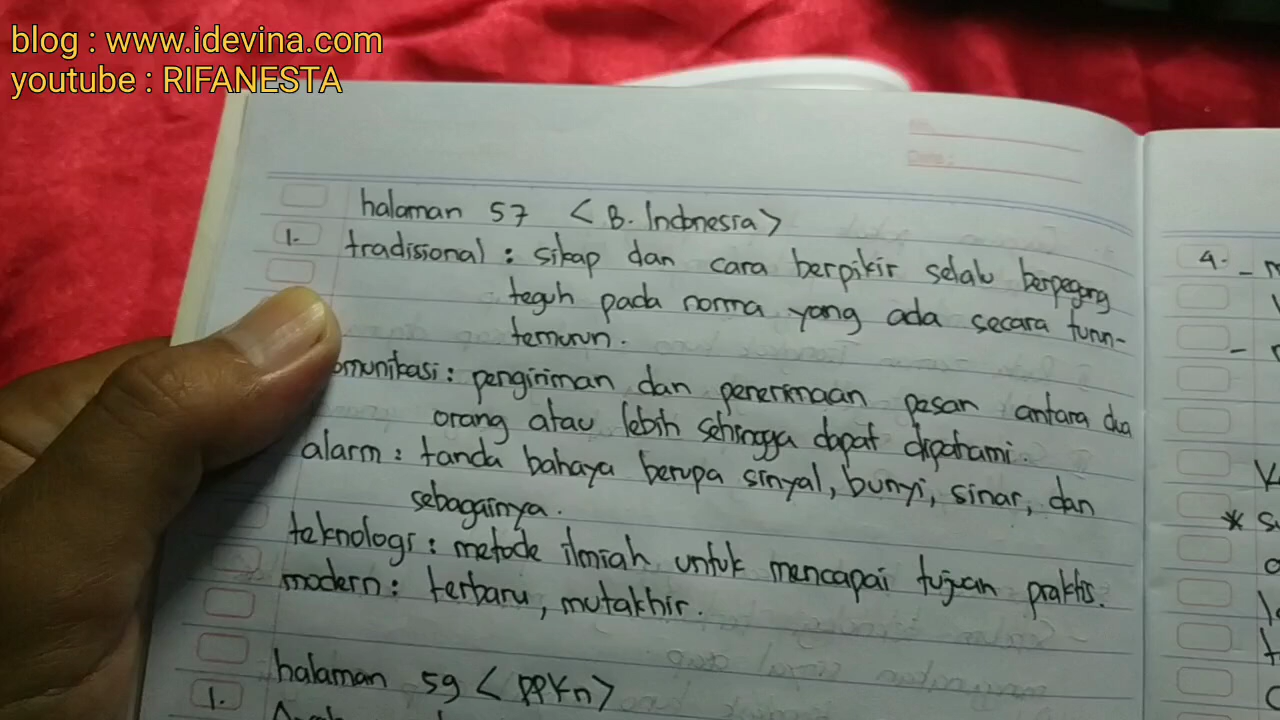 blog : www.idevina.com
youtube : RIFANESTA
halaman 57 < B. Indonesia >
1. tradisional : sikap dan cara berpikir selalu berpegang
teguh pada norma yang ada secara turun-
temurun.
omunikasi : pengiriman dan penerimaan pesan antara dua
orang atau lebih sehingga dapat dipahami.
alarm : tanda bahaya berupa sinyal, bunyi, sinar, dan
sebagainya.
teknologi : metode ilmiah untuk mencapai tujuan praktis.
modern : terbaru, mutakhir.
halaman 59 < PPKn >
1.
4. -
-
*